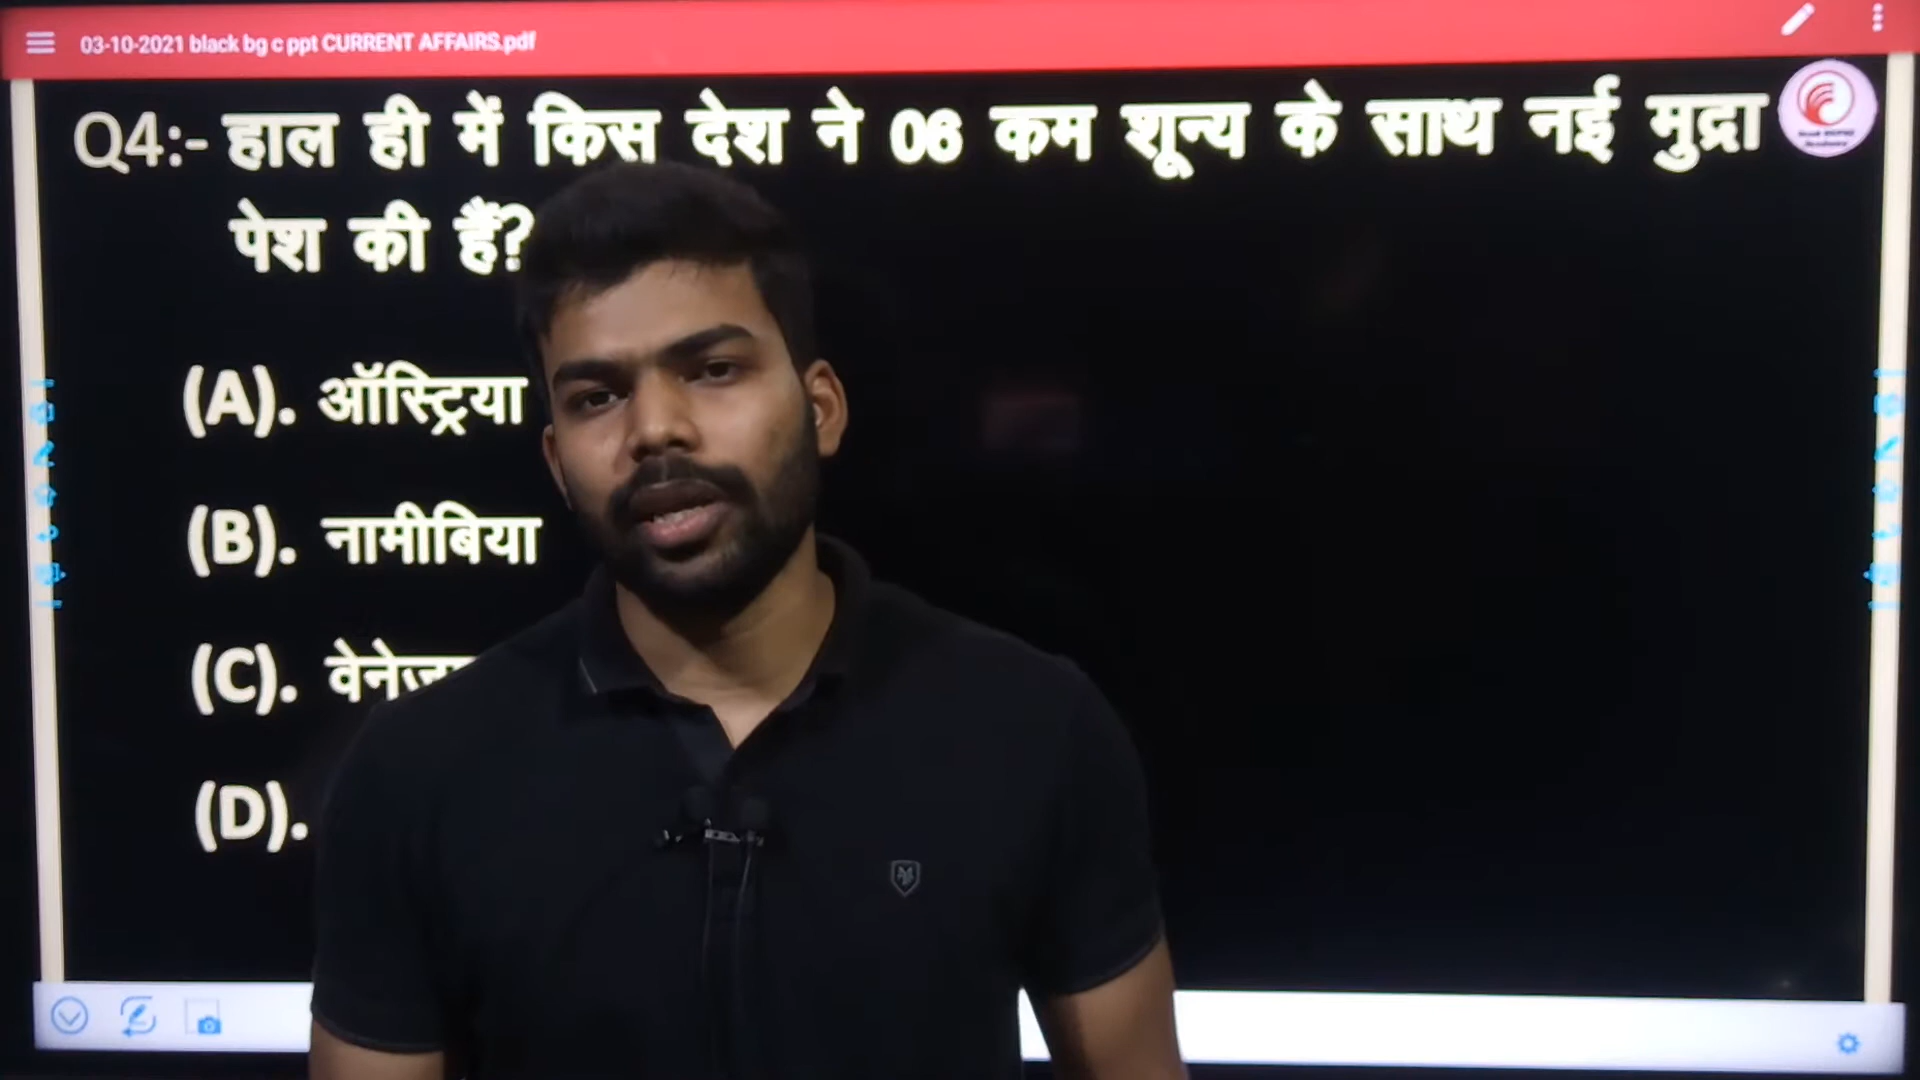 03-10-2021 black bg c ppt CURRENT AFFAIRS.pdf
Q4:- हाल ही में किस देश ने 06 कम शून्य के साथ नई मुद्रा
पेश की हैं?
(A). ऑस्ट्रिया
(B). नामीबिया
(C).
(D).